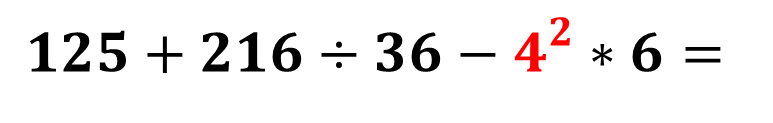 125 + 216 ÷ 36 − 4² * 6 =